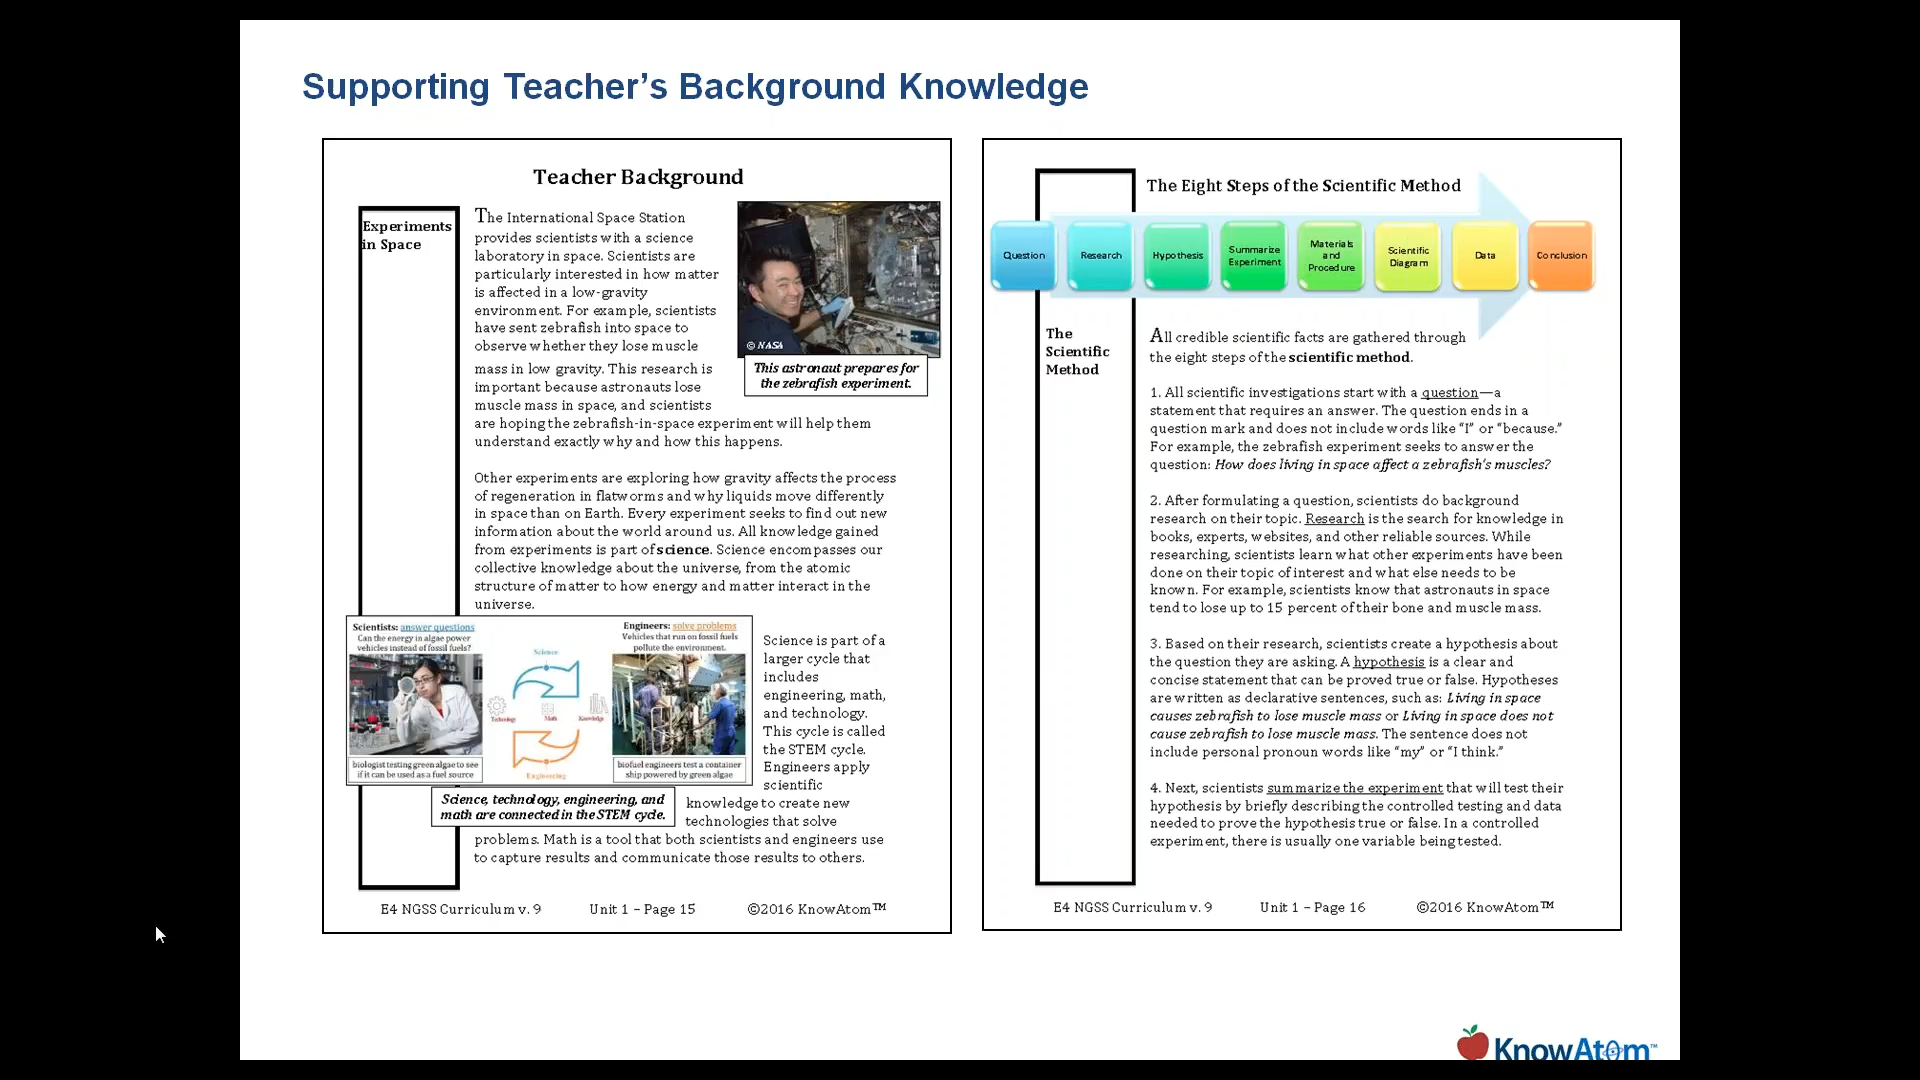 Supporting Teacher’s Background Knowledge
Teacher Background
Experiments
in Space
The International Space Station
provides scientists with a science
laboratory in space. Scientists are
particularly interested in how matter
is affected in a low-gravity
environment. For example, scientists
have sent zebrafish into space to
observe whether they lose muscle
mass in low gravity. This research is
important because astronauts lose
muscle mass in space, and scientists
are hoping the zebrafish-in-space experiment will help them
understand exactly why and how this happens.
© NASA
This astronaut prepares for
the zebrafish experiment.
Other experiments are exploring how gravity affects the process
of regeneration in flatworms and why liquids move differently
in space than on Earth. Every experiment seeks to find out new
information about the world around us. All knowledge gained
from experiments is part of science. Science encompasses our
collective knowledge about the universe, from the atomic
structure of matter to how energy and matter interact in the
universe.
Scientists: answer questions
Can the energy in algae power
vehicles instead of fossil fuels?
biologist testing green algae to see
if it can be used as a fuel source
Science
Technology
Math
Knowledge
Engineering
Engineers: solve problems
Vehicles that run on fossil fuels
pollute the environment.
biofuel engineers test a container
ship powered by green algae
Science, technology, engineering, and
math are connected in the STEM cycle.
Science is part of a
larger cycle that
includes
engineering, math,
and technology.
This cycle is called
the STEM cycle.
Engineers apply
scientific
knowledge to create new
technologies that solve
problems. Math is a tool that both scientists and engineers use
to capture results and communicate those results to others.
E4 NGSS Curriculum v. 9 Unit 1 – Page 15 ©2016 KnowAtom™
The Eight Steps of the Scientific Method
Question
Research
Hypothesis
Summarize
Experiment
Materials
and
Procedure
Scientific
Diagram
Data
Conclusion
The
Scientific
Method
All credible scientific facts are gathered through
the eight steps of the scientific method.
1. All scientific investigations start with a question—a
statement that requires an answer. The question ends in a
question mark and does not include words like “I” or “because.”
For example, the zebrafish experiment seeks to answer the
question: How does living in space affect a zebrafish’s muscles?
2. After formulating a question, scientists do background
research on their topic. Research is the search for knowledge in
books, experts, websites, and other reliable sources. While
researching, scientists learn what other experiments have been
done on their topic of interest and what else needs to be
known. For example, scientists know that astronauts in space
tend to lose up to 15 percent of their bone and muscle mass.
3. Based on their research, scientists create a hypothesis about
the question they are asking. A hypothesis is a clear and
concise statement that can be proved true or false. Hypotheses
are written as declarative sentences, such as: Living in space
causes zebrafish to lose muscle mass or Living in space does not
cause zebrafish to lose muscle mass. The sentence does not
include personal pronoun words like “my” or “I think.”
4. Next, scientists summarize the experiment that will test their
hypothesis by briefly describing the controlled testing and data
needed to prove the hypothesis true or false. In a controlled
experiment, there is usually one variable being tested.
E4 NGSS Curriculum v. 9 Unit 1 – Page 16 ©2016 KnowAtom™
KnowAtom™